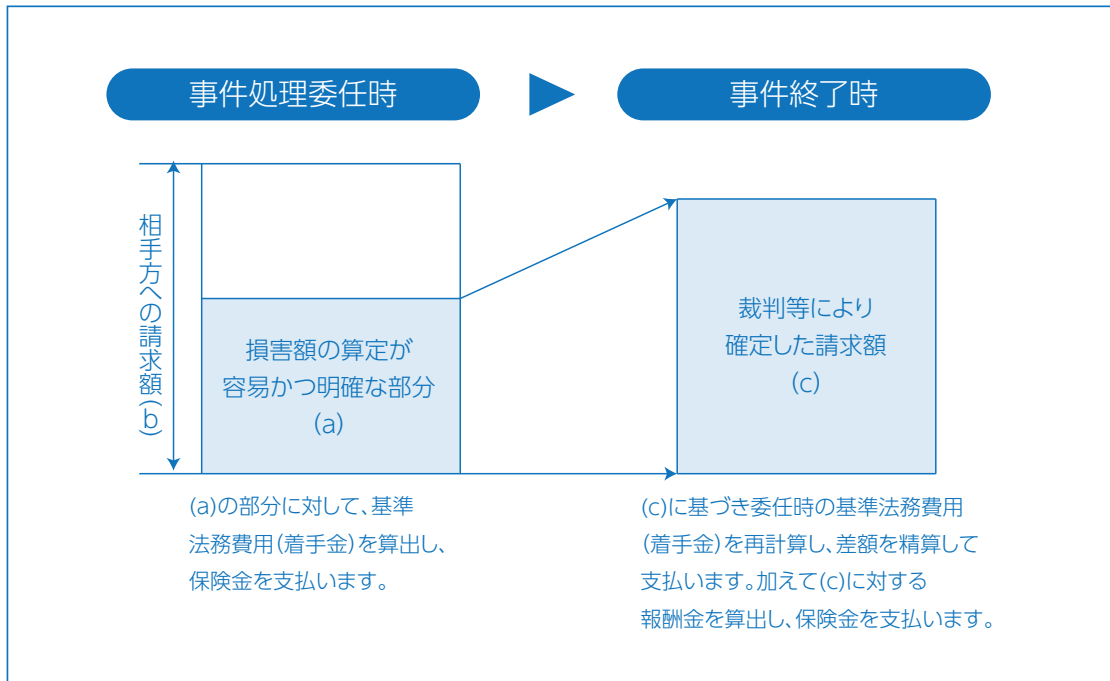 事件処理委任時
事件終了時
相手方への請求額(b)
損害額の算定が
容易かつ明確な部分
(a)
裁判等により
確定した請求額
(c)
(a)の部分に対して、基準
法務費用(着手金)を算出し、
保険金を支払います。
(c)に基づき委任時の基準法務費用
(着手金)を再計算し、差額を精算して
支払います。加えて(c)に対する
報酬金を算出し、保険金を支払います。